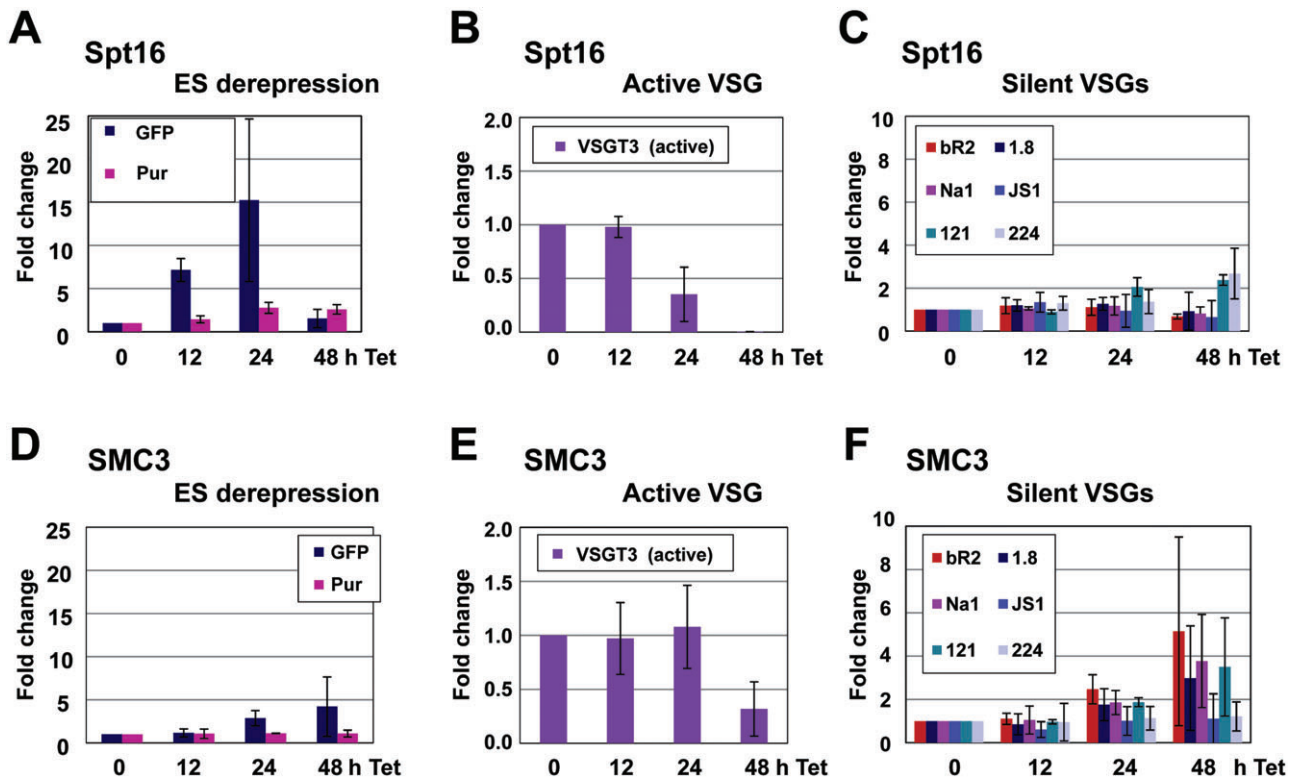 A
Spt16
ES derepression
Fold change
25
20
15
10
5
0
GFP
Pur
0 12 24 48 h Tet
B
Spt16
Active VSG
Fold change
2.0
1.5
1.0
0.5
0.0
VSGT3 (active)
0 12 24 48 h Tet
C
Spt16
Silent VSGs
Fold change
10
8
6
4
2
0
bR2 1.8
Na1 JS1
121 224
0 12 24 48 h Tet
D
SMC3
ES derepression
Fold change
25
20
15
10
5
0
GFP
Pur
0 12 24 48 h Tet
E
SMC3
Active VSG
Fold change
2.0
1.5
1.0
0.5
0.0
VSGT3 (active)
0 12 24 48 h Tet
F
SMC3
Silent VSGs
Fold change
10
8
6
4
2
0
bR2 1.8
Na1 JS1
121 224
0 12 24 48 h Tet